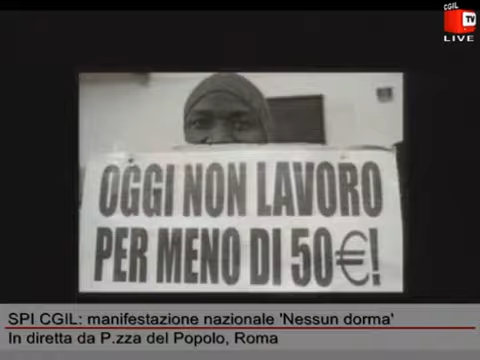 CGIL
TV
LIVE
OGGI NON LAVORO
PER MENO DI 50€!
SPI CGIL: manifestazione nazionale 'Nessun dorma'
In diretta da P.zza del Popolo, Roma